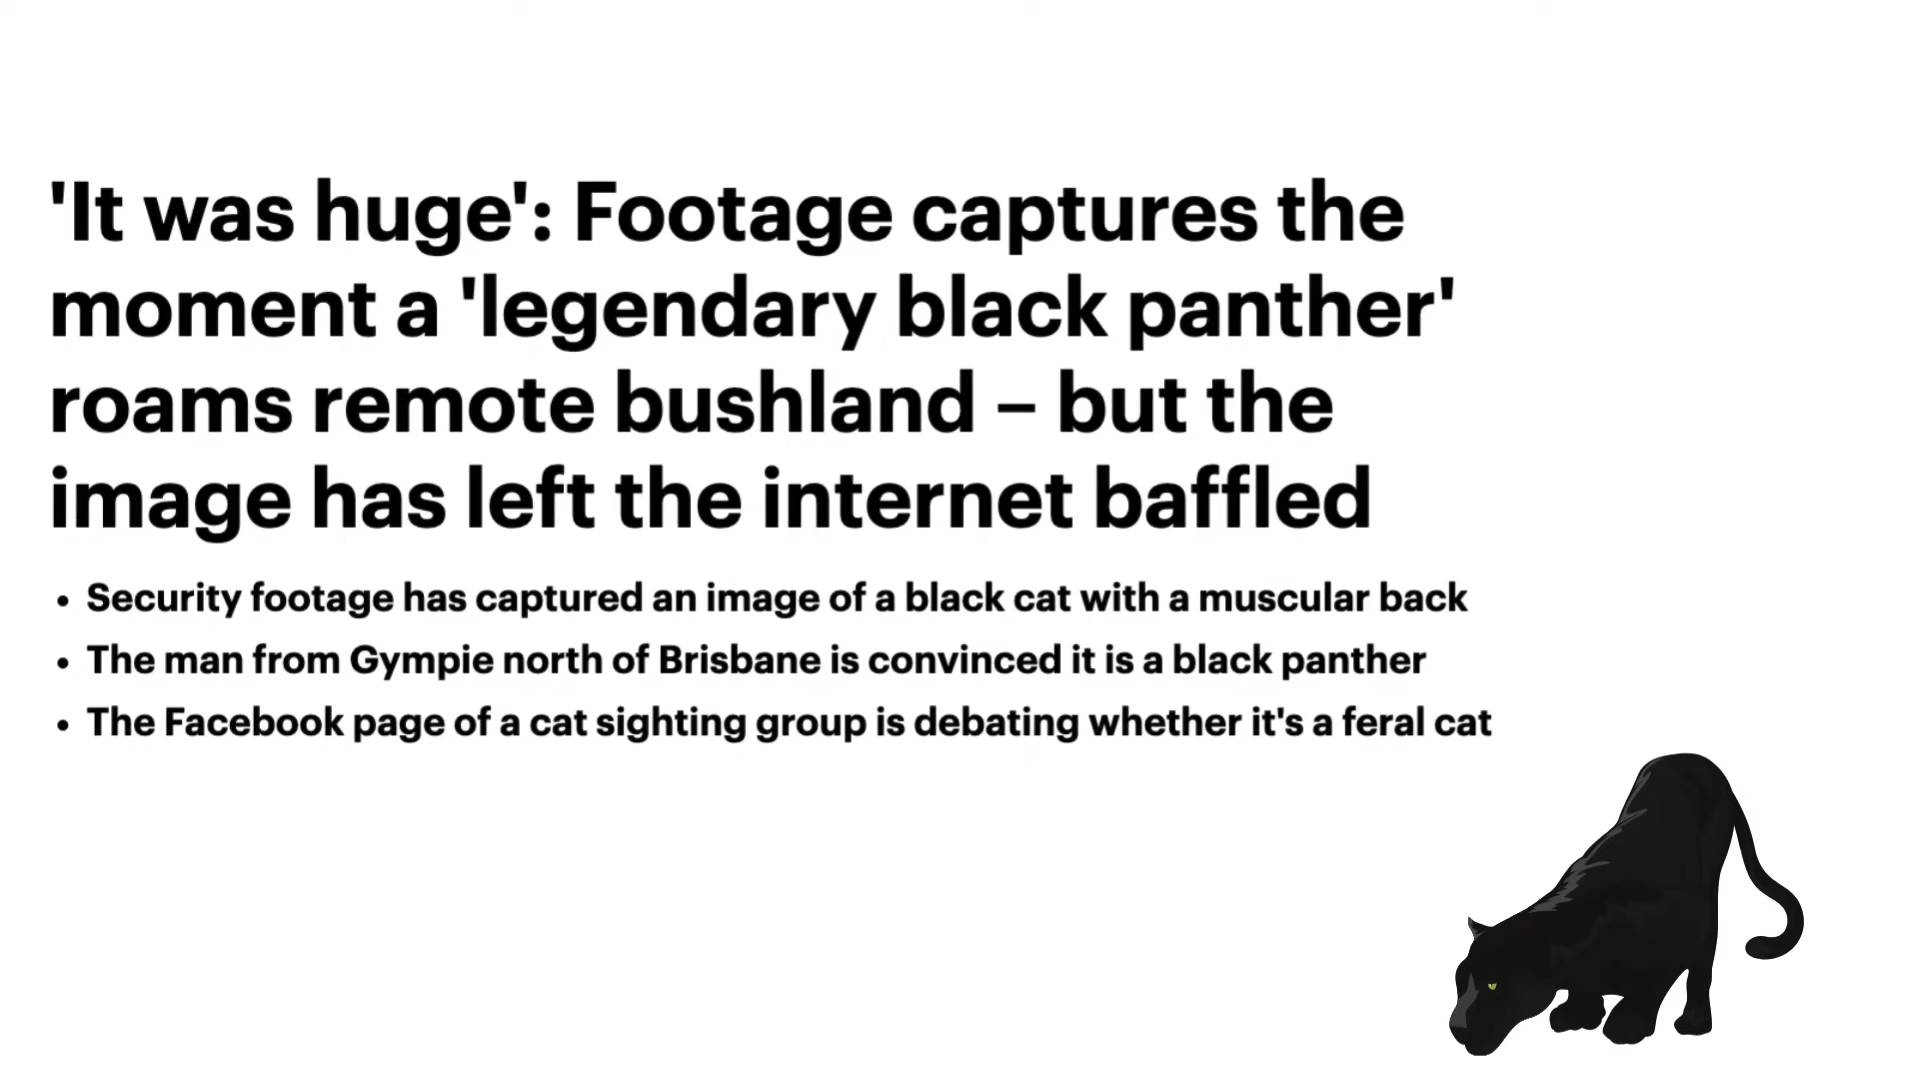 'It was huge': Footage captures the
moment a 'legendary black panther'
roams remote bushland – but the
image has left the internet baffled
• Security footage has captured an image of a black cat with a muscular back
• The man from Gympie north of Brisbane is convinced it is a black panther
• The Facebook page of a cat sighting group is debating whether it's a feral cat